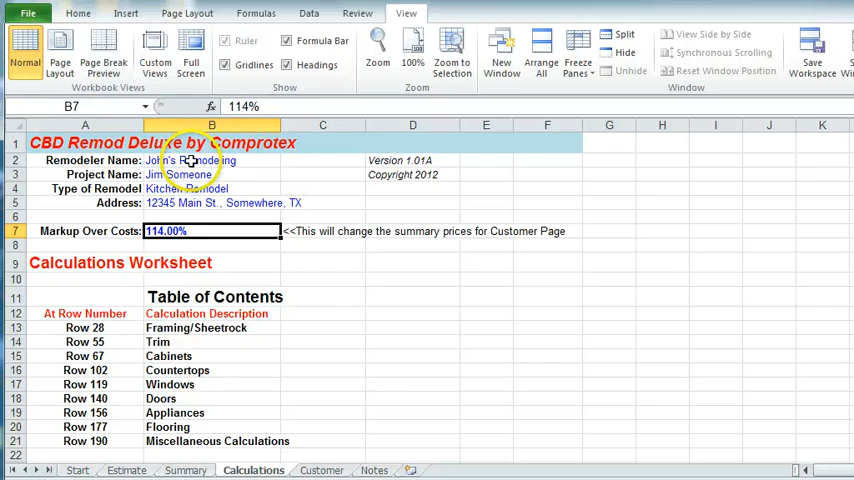 File Home Insert Page Layout Formulas Data Review View
Normal Page Layout Page Break Preview Custom Views Full Screen
Workbook Views
Ruler Formula Bar
Gridlines Headings
Show
Zoom 100% Zoom to Selection
Zoom
New Window Arrange All Freeze Panes
Split
Hide
Unhide
View Side by Side
Synchronous Scrolling
Reset Window Position
Window
Save Workspace Switch Windows
B7 fx 114%
A B C D E F G H I J K
1 CBD Remod Deluxe by Comprotex
2 Remodeler Name: John's Remodeling Version 1.01A
3 Project Name: Jim Someone Copyright 2012
4 Type of Remodel Kitchen Remodel
5 Address: 12345 Main St., Somewhere, TX
6
7 Markup Over Costs: 114.00% <<This will change the summary prices for Customer Page
8
9 Calculations Worksheet
10
11 Table of Contents
12 At Row Number Calculation Description
13 Row 28 Framing/Sheetrock
14 Row 55 Trim
15 Row 67 Cabinets
16 Row 102 Countertops
17 Row 119 Windows
18 Row 140 Doors
19 Row 156 Appliances
20 Row 177 Flooring
21 Row 190 Miscellaneous Calculations
22
Start Estimate Summary Calculations Customer Notes